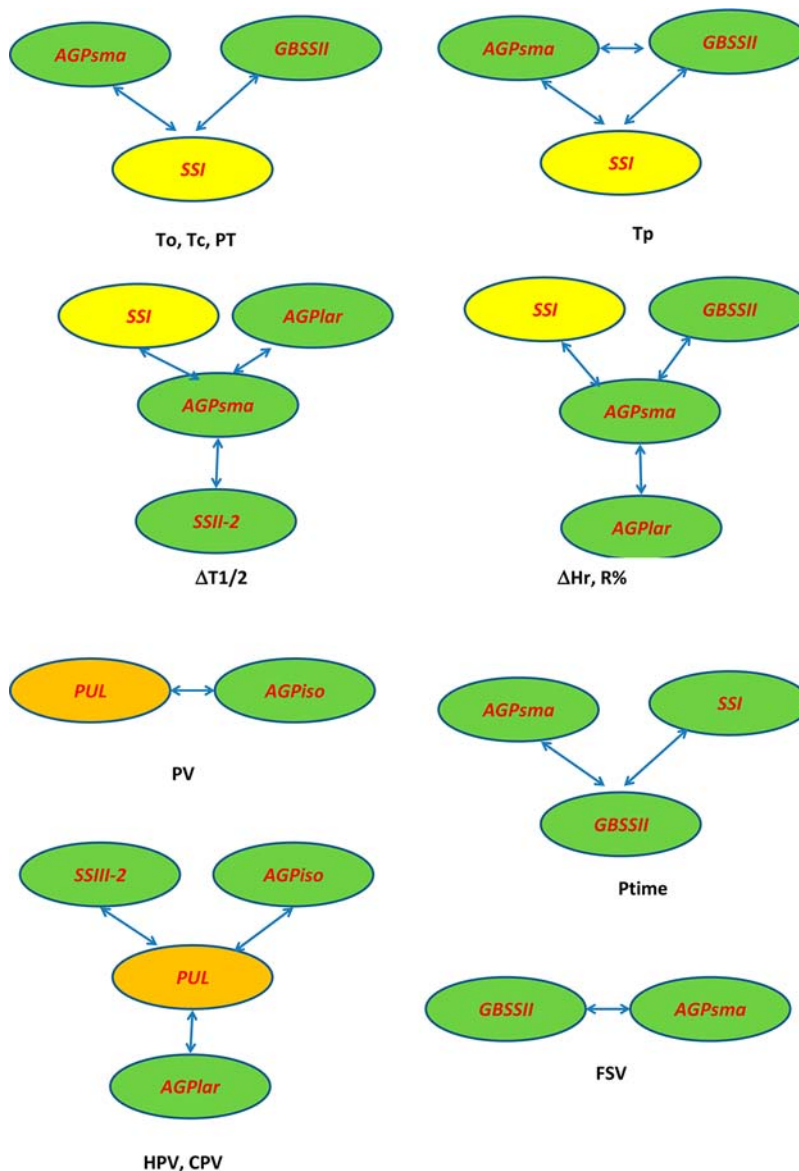 AGPsma
GBSSII
SSI
To, Tc, PT
AGPsma
GBSSII
SSI
Tp
SSI
AGPlar
AGPsma
SSII-2
ΔT1/2
SSI
GBSSII
AGPsma
AGPlar
ΔHr, R%
PUL
AGPiso
PV
AGPsma
SSI
GBSSII
Ptime
SSIII-2
AGPiso
PUL
AGPlar
HPV, CPV
GBSSII
AGPsma
FSV